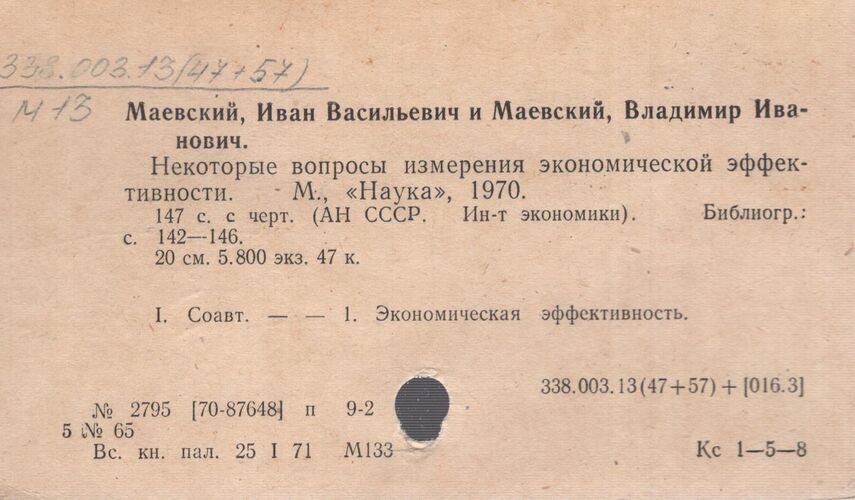 338.003.13(47+57)
М13
Маевский, Иван Васильевич и Маевский, Владимир Ива-
нович.
Некоторые вопросы измерения экономической эффек-
тивности. М., «Наука», 1970.
147 с. с черт. (АН СССР. Ин-т экономики). Библиогр.:
с. 142—146.
20 см. 5.800 экз. 47 к.
I. Соавт. — — 1. Экономическая эффективность.
338.003.13(47+57)+[016.3]
№ 2795 [70-87648] п 9-2
5 № 65
Вс. кн. пал. 25 I 71 М133 Кс 1—5—8